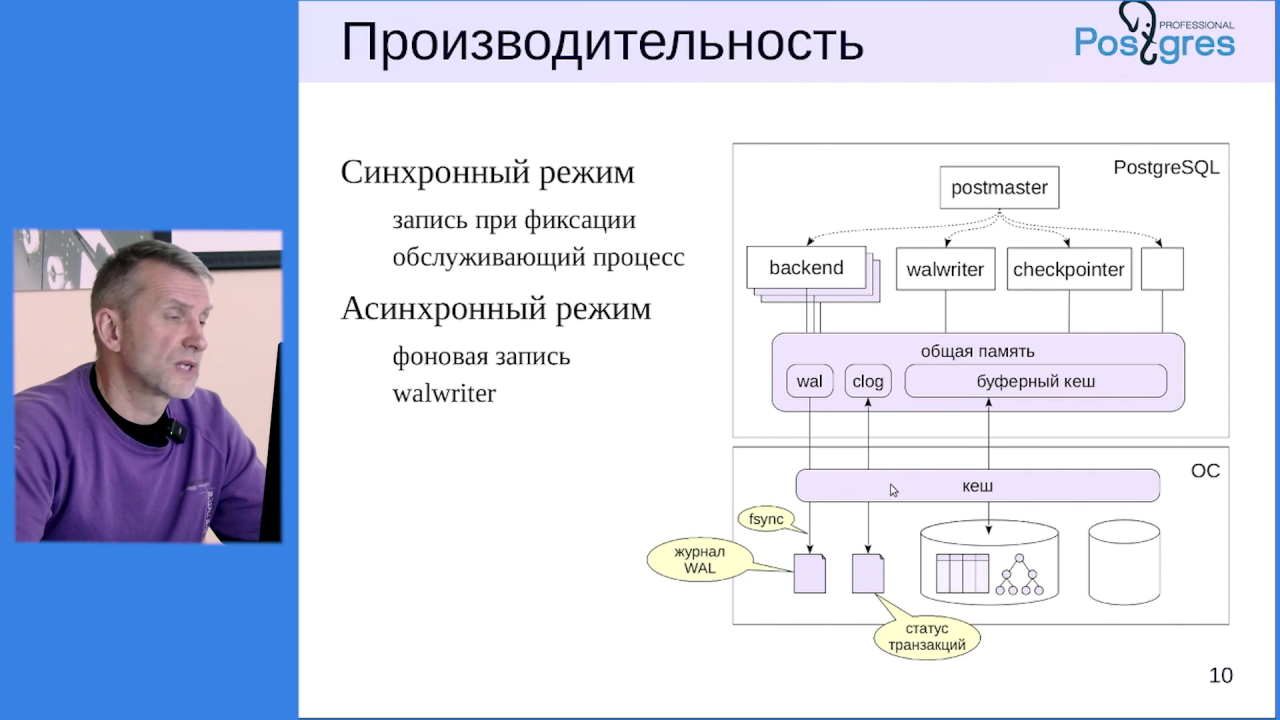 Производительность
PROFESSIONAL
Postgres
Синхронный режим
запись при фиксации
обслуживающий процесс
Асинхронный режим
фоновая запись
walwriter
PostgreSQL
postmaster
backend
walwriter
checkpointer
общая память
wal
clog
буферный кеш
ОС
кеш
fsync
журнал
WAL
статус
транзакций
10